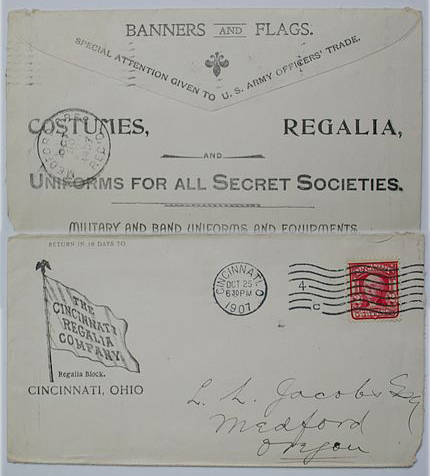 BANNERS AND FLAGS.
SPECIAL ATTENTION GIVEN TO U. S. ARMY OFFICERS' TRADE.
COSTUMES, REGALIA,
AND
UNIFORMS FOR ALL SECRET SOCIETIES.
MILITARY AND BAND UNIFORMS AND EQUIPMENTS
RETURN IN 10 DAYS TO
THE
CINCINNATI
REGALIA
COMPANY
Regalia Block.
CINCINNATI, OHIO
CINCINNATI, O
OCT 25
6 30 PM
1907
4
C
L. L. Jacobs Esq
Medford
Oregon